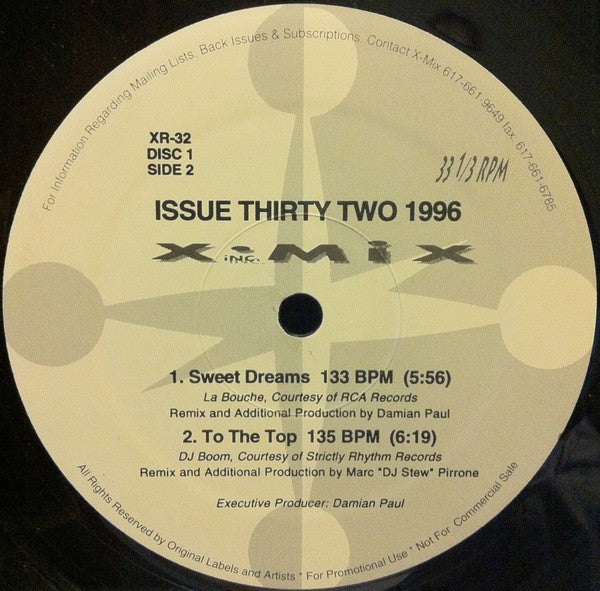 For Information Regarding Mailing Lists, Back Issues & Subscriptions, Contact X-Mix 617-661-9649 fax: 617-661-6785
XR-32
DISC 1
SIDE 2
33 1/3 RPM
ISSUE THIRTY TWO 1996
X-MiX
iNC.
1. Sweet Dreams 133 BPM (5:56)
La Bouche, Courtesy of RCA Records
Remix and Additional Production by Damian Paul
2. To The Top 135 BPM (6:19)
DJ Boom, Courtesy of Strictly Rhythm Records
Remix and Additional Production by Marc "DJ Stew" Pirrone
Executive Producer: Damian Paul
All Rights Reserved by Original Labels and Artists * For Promotional Use * Not For Commercial Sale